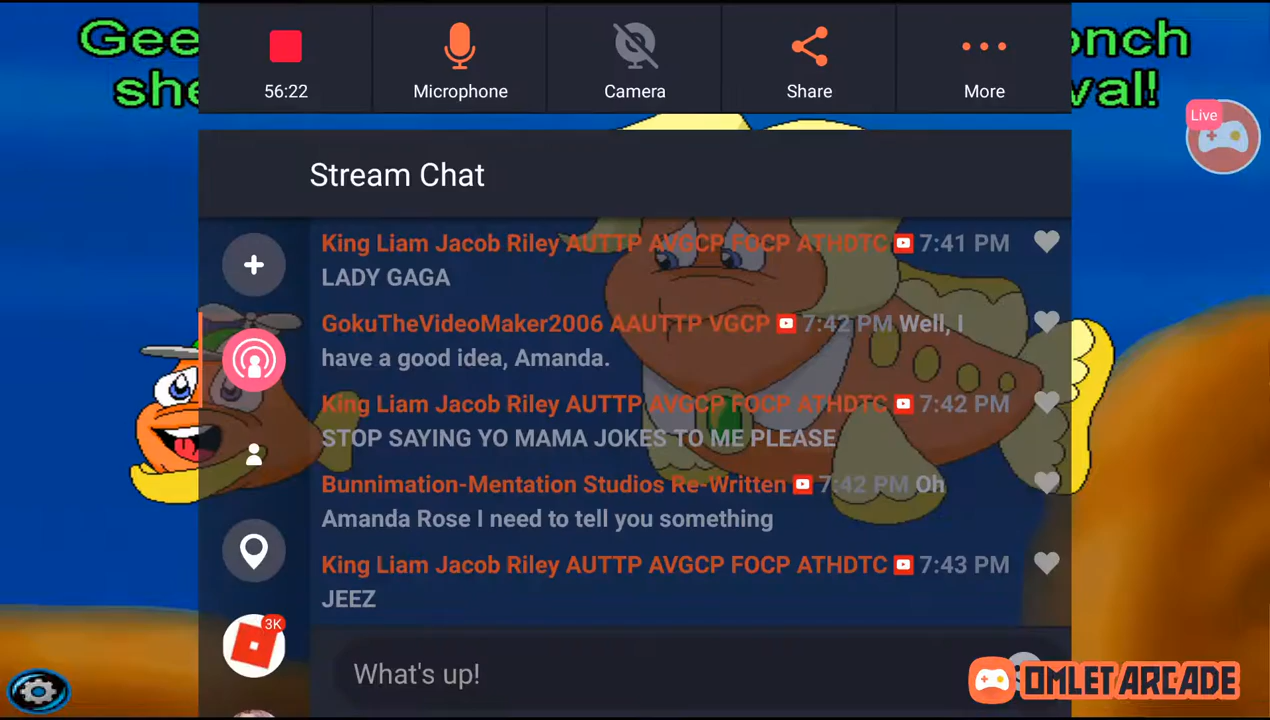 Gee
onch
she
val!
56:22
Microphone
Camera
Share
More
Live
Stream Chat
King Liam Jacob Riley AUTTP AVGCP FOCP ATHDTC 7:41 PM
LADY GAGA
GokuTheVideoMaker2006 AAUTTP VGCP 7:42 PM Well, I
have a good idea, Amanda.
King Liam Jacob Riley AUTTP AVGCP FOCP ATHDTC 7:42 PM
STOP SAYING YO MAMA JOKES TO ME PLEASE
Bunnimation-Mentation Studios Re-Written 7:42 PM Oh
Amanda Rose I need to tell you something
King Liam Jacob Riley AUTTP AVGCP FOCP ATHDTC 7:43 PM
JEEZ
3K
What's up!
OMLET ARCADE